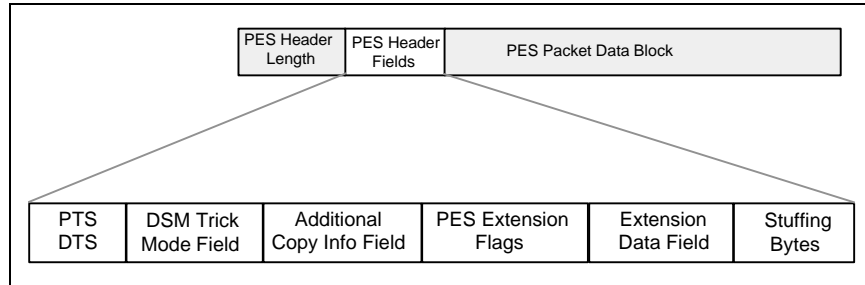 PES Header
Length
PES Header
Fields
PES Packet Data Block
PTS
DTS
DSM Trick
Mode Field
Additional
Copy Info Field
PES Extension
Flags
Extension
Data Field
Stuffing
Bytes